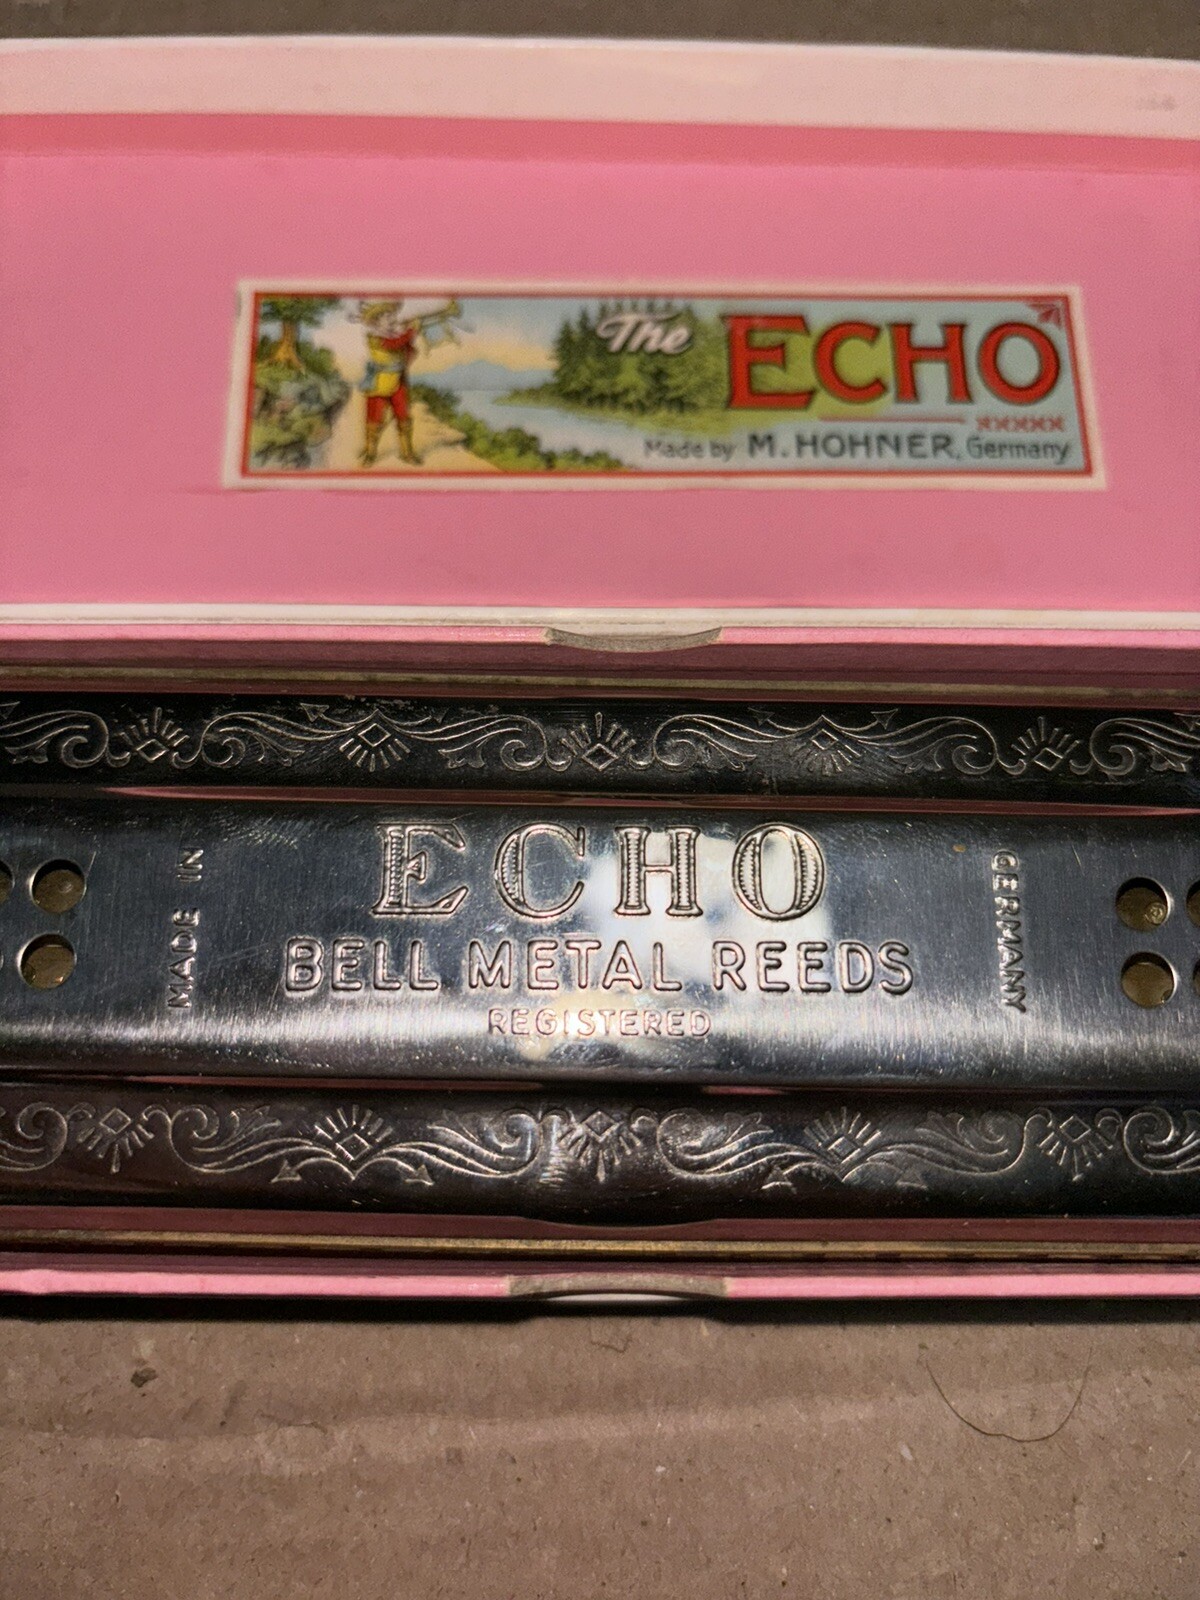 The ECHO
Made by M. HOHNER, Germany
MADE IN
ECHO
BELL METAL REEDS
REGISTERED
GERMANY